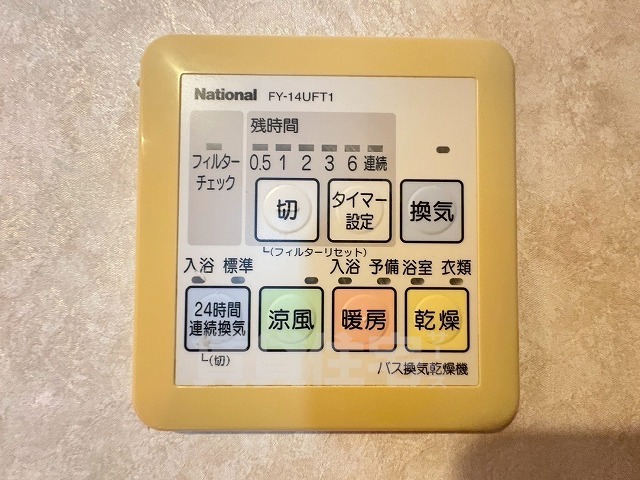 National FY-14UFT1
残時間
フィルター
チェック
0.5 1 2 3 6 連続
切
タイマー
設定
換気
(フィルターリセット)
入浴 標準
入浴 予備
浴室 衣類
24時間
連続換気
涼風
暖房
乾燥
(切)
バス換気乾燥機